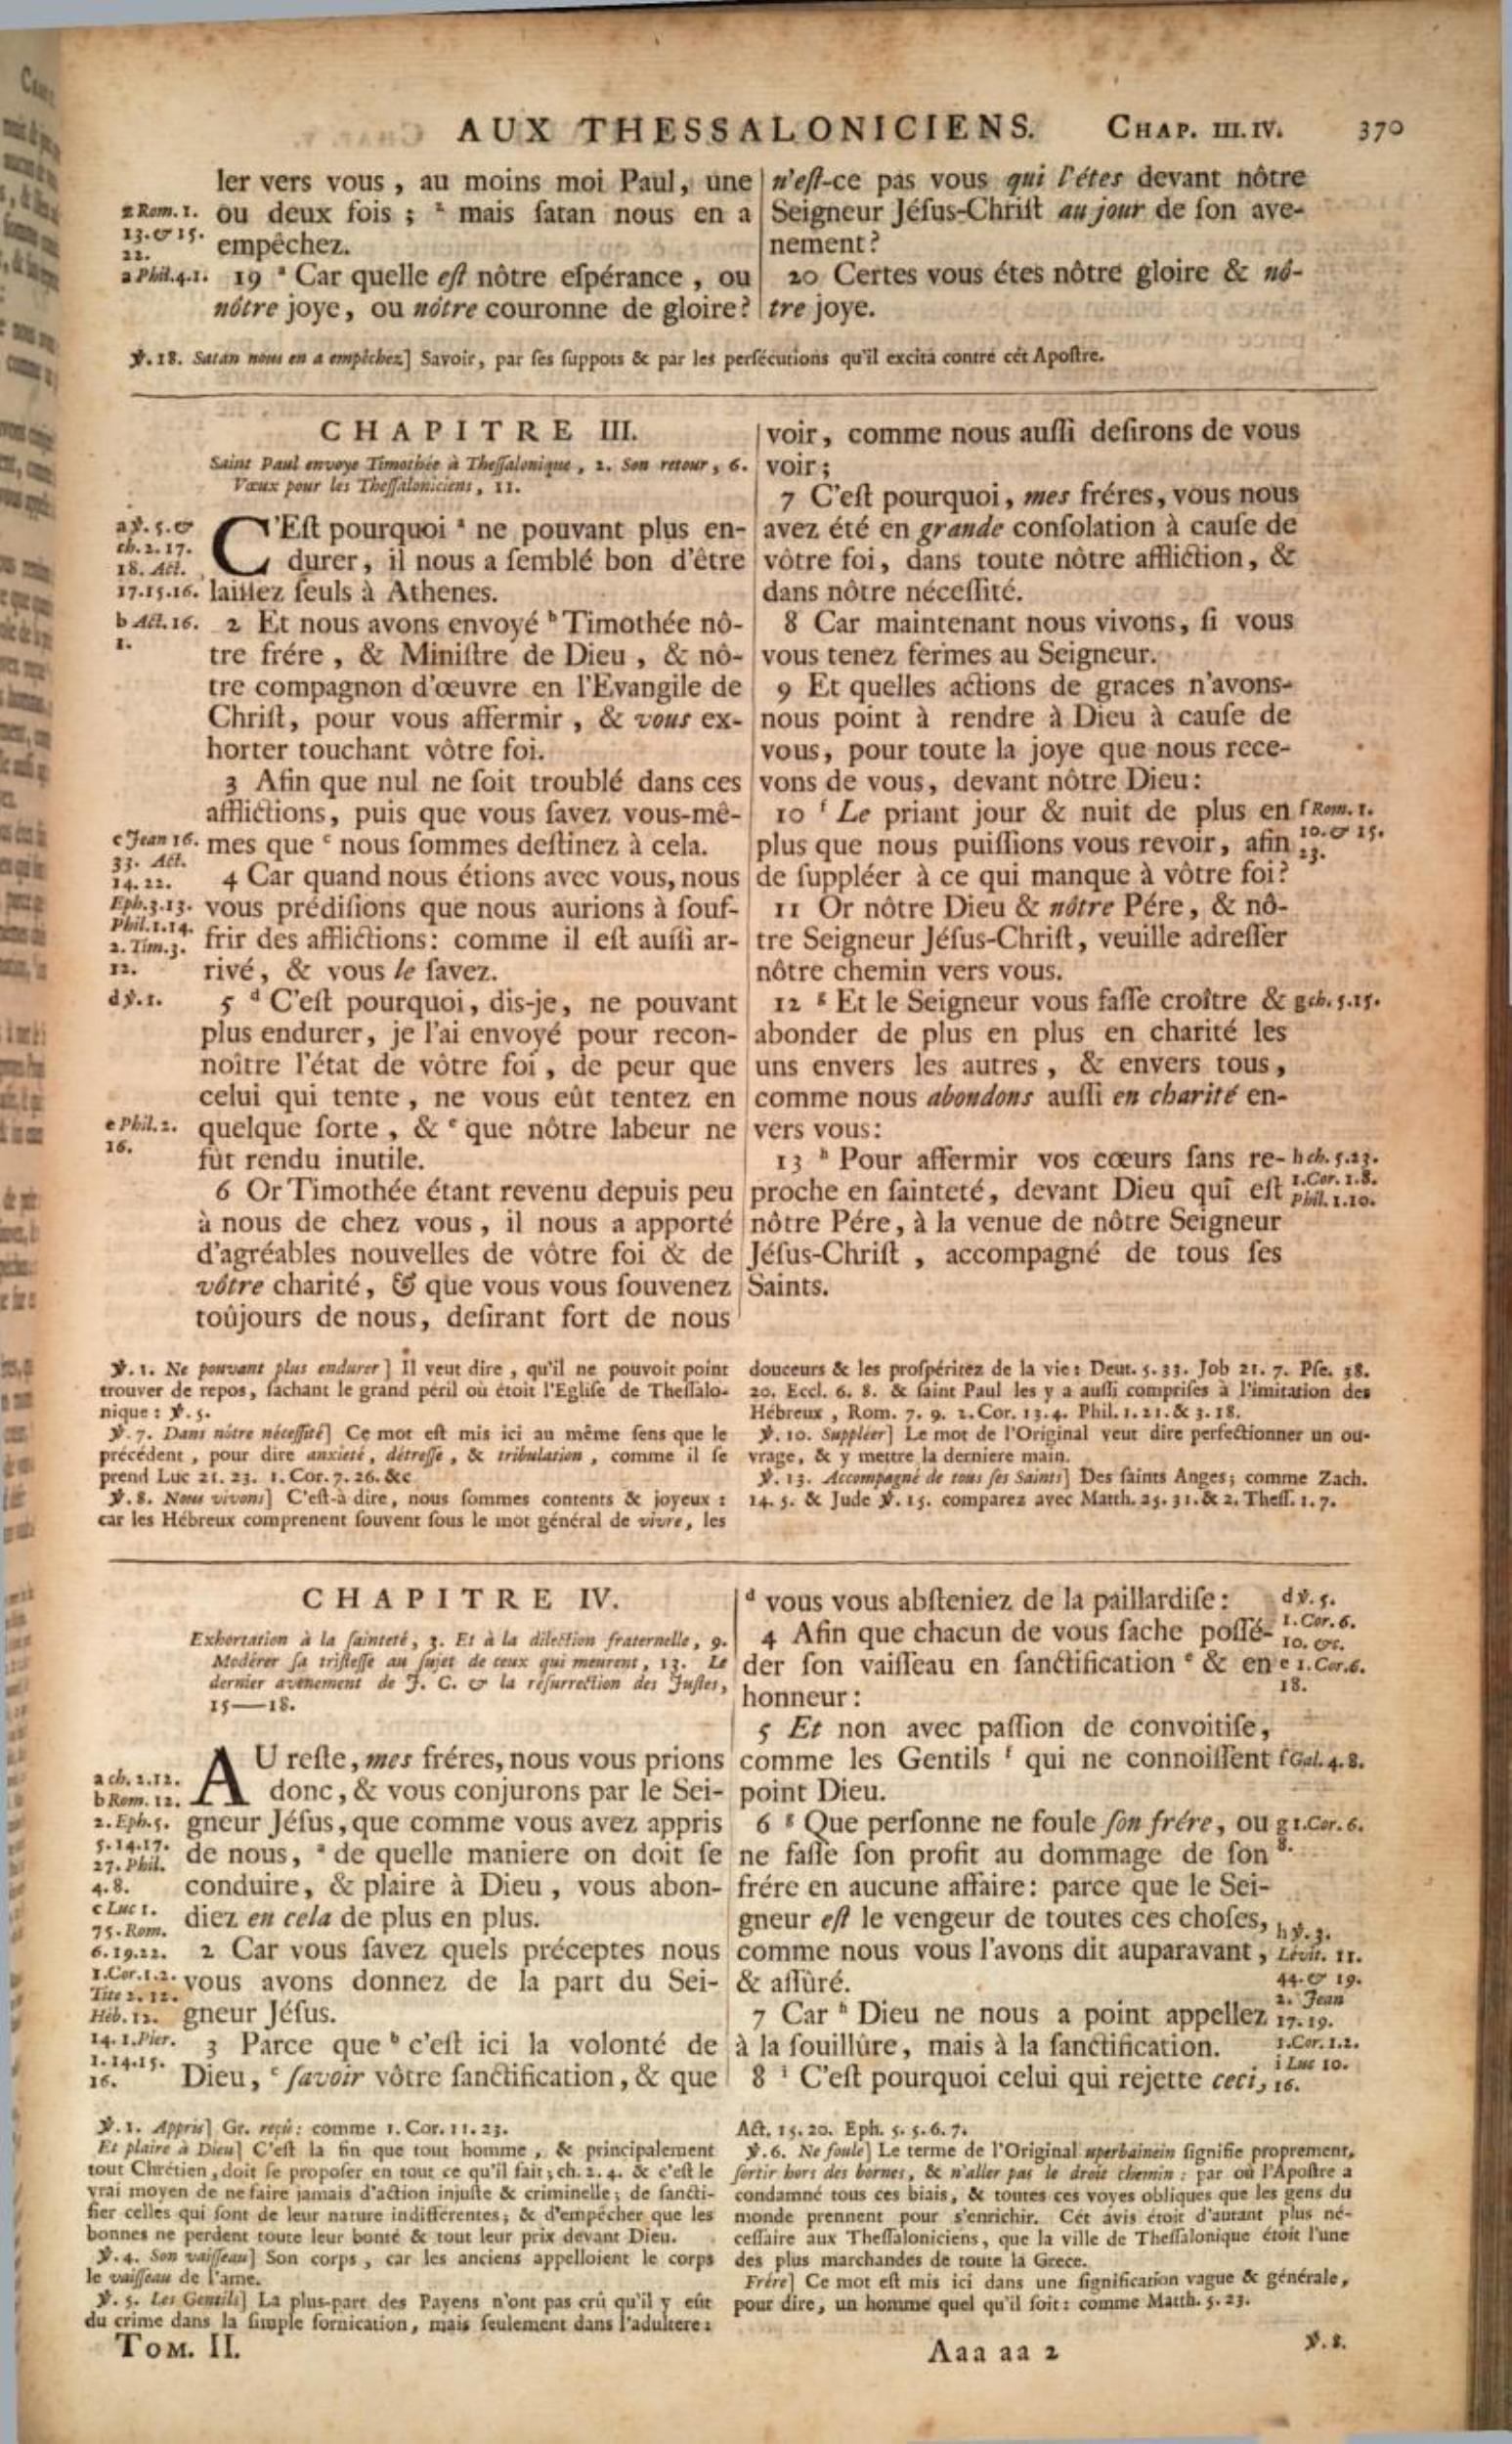 AUX THESSALONICIENS. CHAP. III. IV. 370
ler vers vous, au moins moi Paul, une
ou deux fois ; z mais ſatan nous en a
empêchez.
19 a Car quelle eſt nôtre eſpérance, ou
nôtre joye, ou nôtre couronne de gloire?
z Rom. 1.
13. & 15.
22.
a Phil. 4. 1.
n'eſt-ce pas vous qui l'étes devant nôtre
Seigneur Jéſus-Chriſt au jour de ſon ave-
nement?
20 Certes vous étes nôtre gloire & nô-
tre joye.
℣. 18. Satan nous en a empêchez] Savoir, par ſes ſuppots & par les perſécutions qu'il excita contre cét Apoſtre.
CHAPITRE III.
Saint Paul envoye Timothée à Theſſalonique, 2. Son retour, 6.
Vœux pour les Theſſaloniciens, 11.
C'Eſt pourquoi a ne pouvant plus en-
durer, il nous a ſemblé bon d'être
laiſſez ſeuls à Athenes.
2 Et nous avons envoyé b Timothée nô-
tre frére, & Miniſtre de Dieu, & nô-
tre compagnon d'œuvre en l'Evangile de
Chriſt, pour vous affermir, & vous ex-
horter touchant vôtre foi.
3 Afin que nul ne ſoit troublé dans ces
afflictions, puis que vous ſavez vous-mê-
mes que c nous ſommes deſtinez à cela.
4 Car quand nous étions avec vous, nous
vous prédiſions que nous aurions à ſouf-
frir des afflictions: comme il eſt auſſi ar-
rivé, & vous le ſavez.
5 d C'eſt pourquoi, dis-je, ne pouvant
plus endurer, je l'ai envoyé pour recon-
noître l'état de vôtre foi, de peur que
celui qui tente, ne vous eût tentez en
quelque ſorte, & e que nôtre labeur ne
fût rendu inutile.
6 Or Timothée étant revenu depuis peu
à nous de chez vous, il nous a apporté
d'agréables nouvelles de vôtre foi & de
vôtre charité, & que vous vous ſouvenez
toûjours de nous, deſirant fort de nous
a ℣. 5. &
ch. 2. 17.
18. Act.
17. 15. 16.
b Act. 16.
1.
c Jean 16.
33. Act.
14. 22.
Eph. 3. 13.
Phil. 1. 14.
2. Tim. 3.
12.
d ℣. 1.
e Phil. 2.
16.
voir, comme nous auſſi deſirons de vous
voir;
7 C'eſt pourquoi, mes fréres, vous nous
avez été en grande conſolation à cauſe de
vôtre foi, dans toute nôtre affliction, &
dans nôtre néceſſité.
8 Car maintenant nous vivons, ſi vous
vous tenez fermes au Seigneur.
9 Et quelles actions de graces n'avons-
nous point à rendre à Dieu à cauſe de
vous, pour toute la joye que nous rece-
vons de vous, devant nôtre Dieu:
10 f Le priant jour & nuit de plus en
plus que nous puiſſions vous revoir, afin
de ſuppléer à ce qui manque à vôtre foi?
11 Or nôtre Dieu & nôtre Pére, & nô-
tre Seigneur Jéſus-Chriſt, veuille adreſſer
nôtre chemin vers vous.
12 g Et le Seigneur vous faſſe croître &
abonder de plus en plus en charité les
uns envers les autres, & envers tous,
comme nous abondons auſſi en charité en-
vers vous:
13 h Pour affermir vos cœurs ſans re-
proche en ſainteté, devant Dieu qui eſt
nôtre Pére, à la venue de nôtre Seigneur
Jéſus-Chriſt, accompagné de tous ſes
Saints.
f Rom. 1.
10. & 15.
23.
g ch. 5. 15.
h ch. 5. 23.
1. Cor. 1. 8.
Phil. 1. 10.
℣. 1. Ne pouvant plus endurer] Il veut dire, qu'il ne pouvoit point
trouver de repos, ſachant le grand péril où étoit l'Egliſe de Theſſalo-
nique: ℣. 5.
℣. 7. Dans nôtre néceſſité] Ce mot eſt mis ici au même ſens que le
précédent, pour dire anxieté, détreſſe, & tribulation, comme il ſe
prend Luc 21. 23. 1. Cor. 7. 26. &c
℣. 8. Nous vivons] C'eſt-à dire, nous ſommes contents & joyeux:
car les Hébreux comprenent ſouvent ſous le mot général de vivre, les
douceurs & les proſpéritez de la vie: Deut. 5. 33. Job 21. 7. Pſe. 38.
20. Eccl. 6. 8. & ſaint Paul les y a auſſi compriſes à l'imitation des
Hébreux, Rom. 7. 9. 2. Cor. 13. 4. Phil. 1. 21. & 3. 18.
℣. 10. Suppléer] Le mot de l'Original veut dire perfectionner un ou-
vrage, & y mettre la derniere main.
℣. 13. Accompagné de tous ſes Saints] Des ſaints Anges; comme Zach.
14. 5. & Jude ℣. 15. comparez avec Matth. 25. 31. & 2. Theſſ. 1. 7.
CHAPITRE IV.
Exhortation à la ſainteté, 3. Et à la dilection fraternelle, 9.
Modérer ſa triſteſſe au ſujet de ceux qui meurent, 13. Le
dernier avenement de J. C. & la réſurrection des Juſtes,
15—18.
AU reſte, mes fréres, nous vous prions
donc, & vous conjurons par le Sei-
gneur Jéſus, que comme vous avez appris
de nous, a de quelle maniere on doit ſe
conduire, & plaire à Dieu, vous abon-
diez en cela de plus en plus.
2 Car vous ſavez quels préceptes nous
vous avons donnez de la part du Sei-
gneur Jéſus.
3 Parce que b c'eſt ici la volonté de
Dieu, c ſavoir vôtre ſanctification, & que
a ch. 2. 12.
b Rom. 12.
2. Eph. 5.
5. 14. 17.
27. Phil.
4. 8.
c Luc 1.
75. Rom.
6. 19. 22.
1. Cor. 1. 2.
Tite 2. 12.
Héb. 12.
14. 1. Pier.
1. 14. 15.
16.
d vous vous abſteniez de la paillardiſe:
4 Afin que chacun de vous ſache poſſé-
der ſon vaiſſeau en ſanctification e & en
honneur:
5 Et non avec paſſion de convoitiſe,
comme les Gentils f qui ne connoiſſent
point Dieu.
6 g Que perſonne ne foule ſon frére, ou
ne faſſe ſon profit au dommage de ſon
frére en aucune affaire: parce que le Sei-
gneur eſt le vengeur de toutes ces choſes,
comme nous vous l'avons dit auparavant,
& aſſûré.
7 Car h Dieu ne nous a point appellez
à la ſouillûre, mais à la ſanctification.
8 i C'eſt pourquoi celui qui rejette ceci,
d ℣. 5.
1. Cor. 6.
10. &c.
e 1. Cor. 6.
18.
f Gal. 4. 8.
g 1. Cor. 6.
8.
h ℣. 3.
Lévit. 11.
44. & 19.
2. Jean
17. 19.
1. Cor. 1. 2.
i Luc 10.
16.
℣. 1. Appris] Gr. reçû: comme 1. Cor. 11. 23.
Et plaire à Dieu] C'eſt la fin que tout homme, & principalement
tout Chrétien, doit ſe propoſer en tout ce qu'il fait; ch. 2. 4. & c'eſt le
vrai moyen de ne faire jamais d'action injuſte & criminelle; de ſancti-
fier celles qui ſont de leur nature indifférentes; & d'empêcher que les
bonnes ne perdent toute leur bonté & tout leur prix devant Dieu.
℣. 4. Son vaiſſeau] Son corps, car les anciens appelloient le corps
le vaiſſeau de l'ame.
℣. 5. Les Gentils] La plus-part des Payens n'ont pas crû qu'il y eût
du crime dans la ſimple fornication, mais ſeulement dans l'adultere:
Act. 15. 20. Eph. 5. 5. 6. 7.
℣. 6. Ne foule] Le terme de l'Original uperbainein ſignifie proprement,
ſortir hors des bornes, & n'aller pas le droit chemin: par où l'Apoſtre a
condamné tous ces biais, & toutes ces voyes obliques que les gens du
monde prennent pour s'enrichir. Cét avis étoit d'autant plus né-
ceſſaire aux Theſſaloniciens, que la ville de Theſſalonique étoit l'une
des plus marchandes de toute la Grece.
Frére] Ce mot eſt mis ici dans une ſignification vague & générale,
pour dire, un homme quel qu'il ſoit: comme Matth. 5. 23.
TOM. II.
Aaa aa 2
℣. 8.